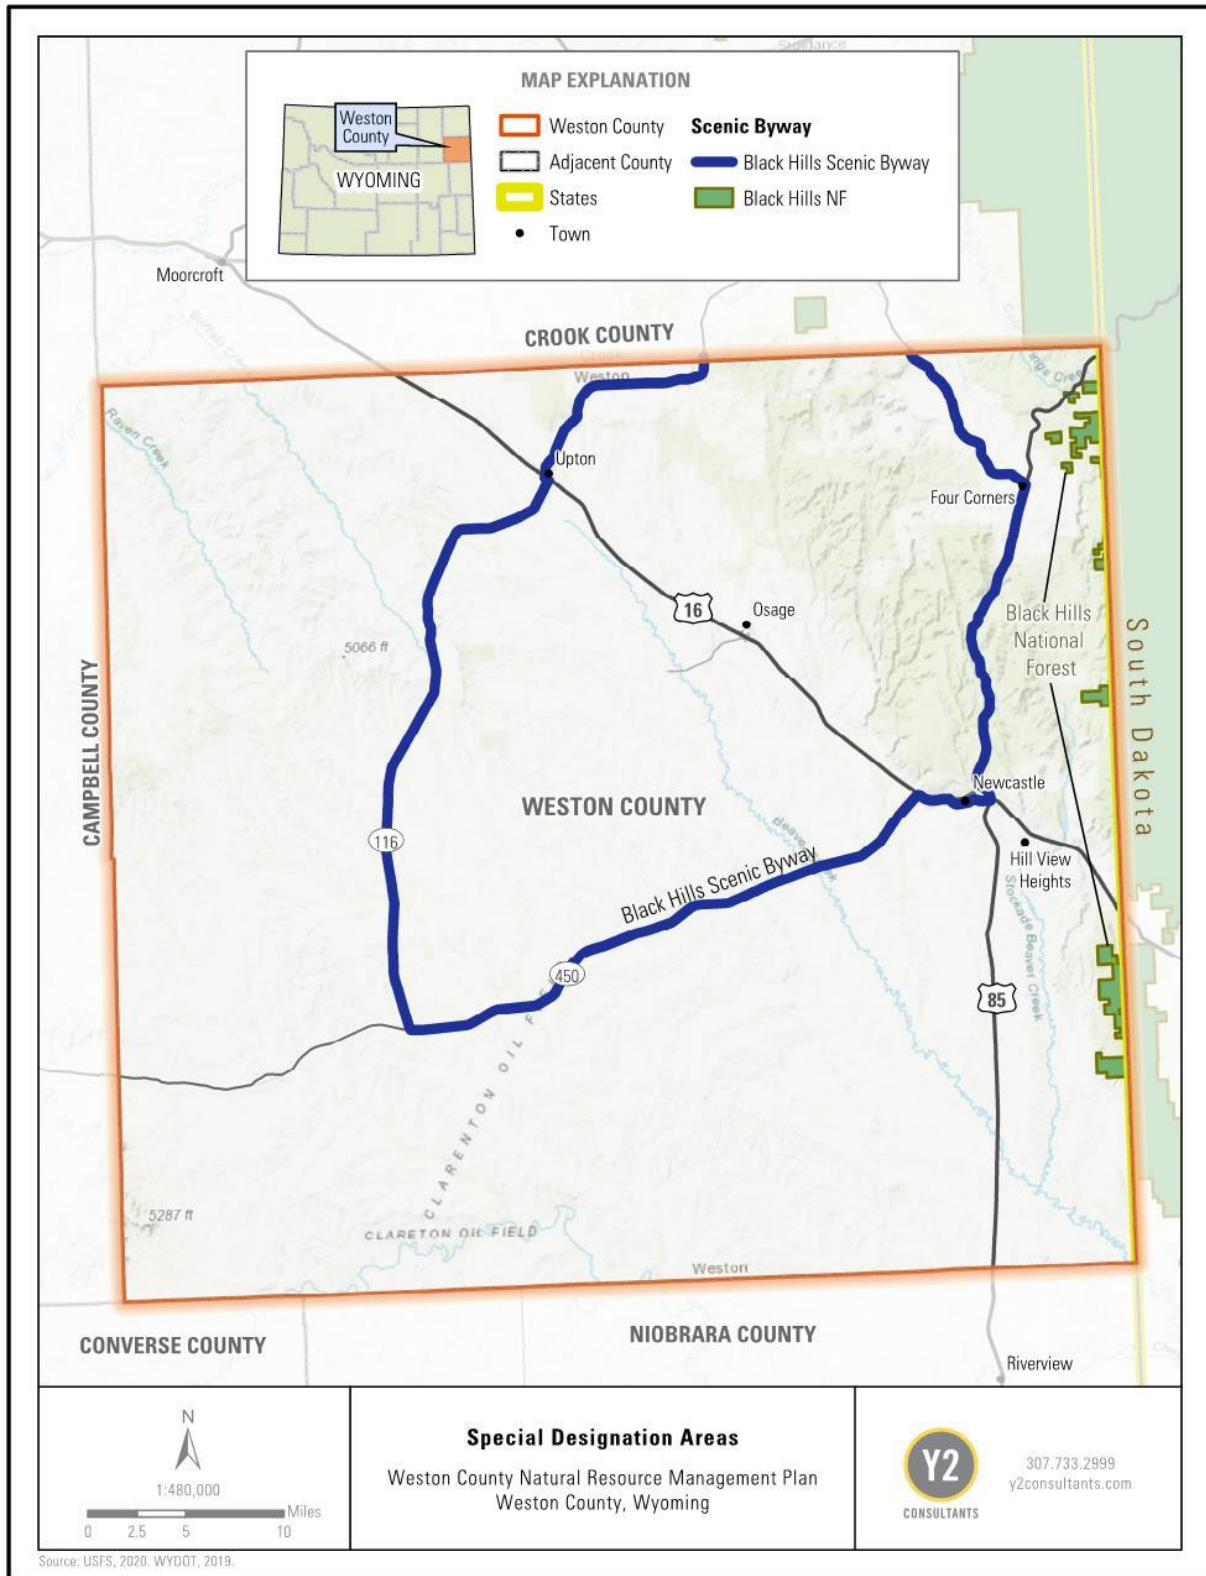 Sundance
MAP EXPLANATION
Weston
County
WYOMING
Weston County
Adjacent County
States
Town
Scenic Byway
Black Hills Scenic Byway
Black Hills NF
Moorcroft
CROOK COUNTY
Crook
Weston
Raven Creek
Upton
Four Corners
16
Osage
Black Hills
National
Forest
South Dakota
5066 ft
CAMPBELL COUNTY
WESTON COUNTY
Newcastle
116
Hill View
Heights
Black Hills Scenic Byway
Stockade Beaver Creek
450
85
CLARENTON OIL
5287 ft
CLARETON OIL FIELD
Weston
CONVERSE COUNTY
NIOBRARA COUNTY
Riverview
N
1:480,000
Miles
0 2.5 5 10
Special Designation Areas
Weston County Natural Resource Management Plan
Weston County, Wyoming
Y2
CONSULTANTS
307.733.2999
y2consultants.com
Source: USFS, 2020. WYDOT, 2019.